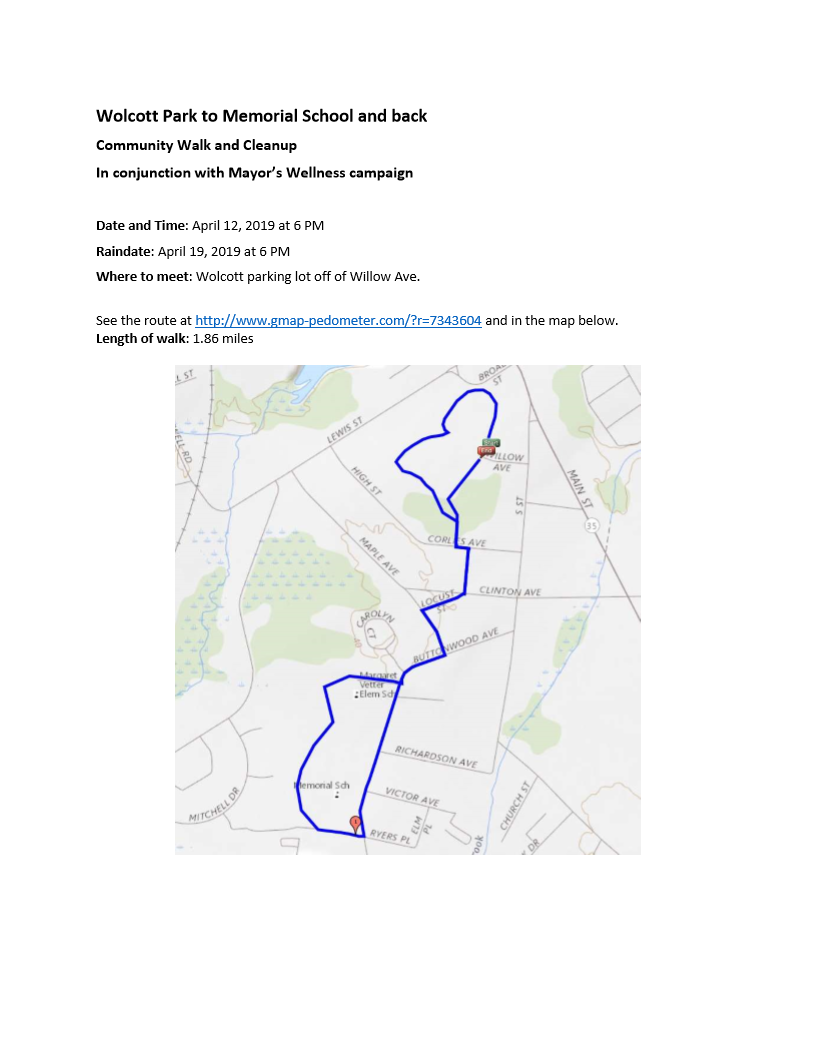 Wolcott Park to Memorial School and back
Community Walk and Cleanup
In conjunction with Mayor’s Wellness campaign
Date and Time: April 12, 2019 at 6 PM
Raindate: April 19, 2019 at 6 PM
Where to meet: Wolcott parking lot off of Willow Ave.
See the route at http://www.gmap-pedometer.com/?r=7343604 and in the map below.
Length of walk: 1.86 miles
ST
ST
LEWIS ST
WILLOW
AVE
HIGH ST
MAIN ST
S ST
35
CORLIES AVE
MAPLE AVE
CLINTON AVE
LOCUST
ST
CAROLYN
CT
BUTTONWOOD AVE
Margaret
Vetter
Elem Sch
RICHARDSON AVE
Memorial Sch
VICTOR AVE
MITCHELL DR
CHURCH ST
RYERS PL
ELM
PL
DR